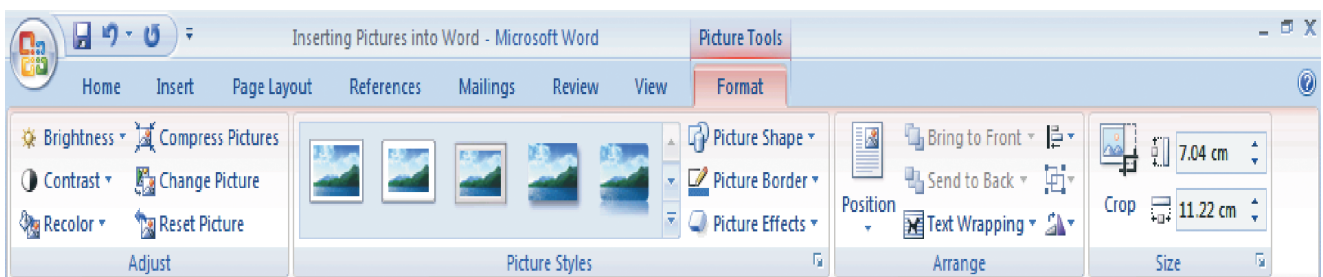 Inserting Pictures into Word - Microsoft Word Picture Tools
Home Insert Page Layout References Mailings Review View Format
Brightness Compress Pictures Picture Shape Bring to Front 7.04 cm
Contrast Change Picture Picture Border Send to Back
Recolor Reset Picture Picture Effects Position Text Wrapping Crop 11.22 cm
Adjust Picture Styles Arrange Size